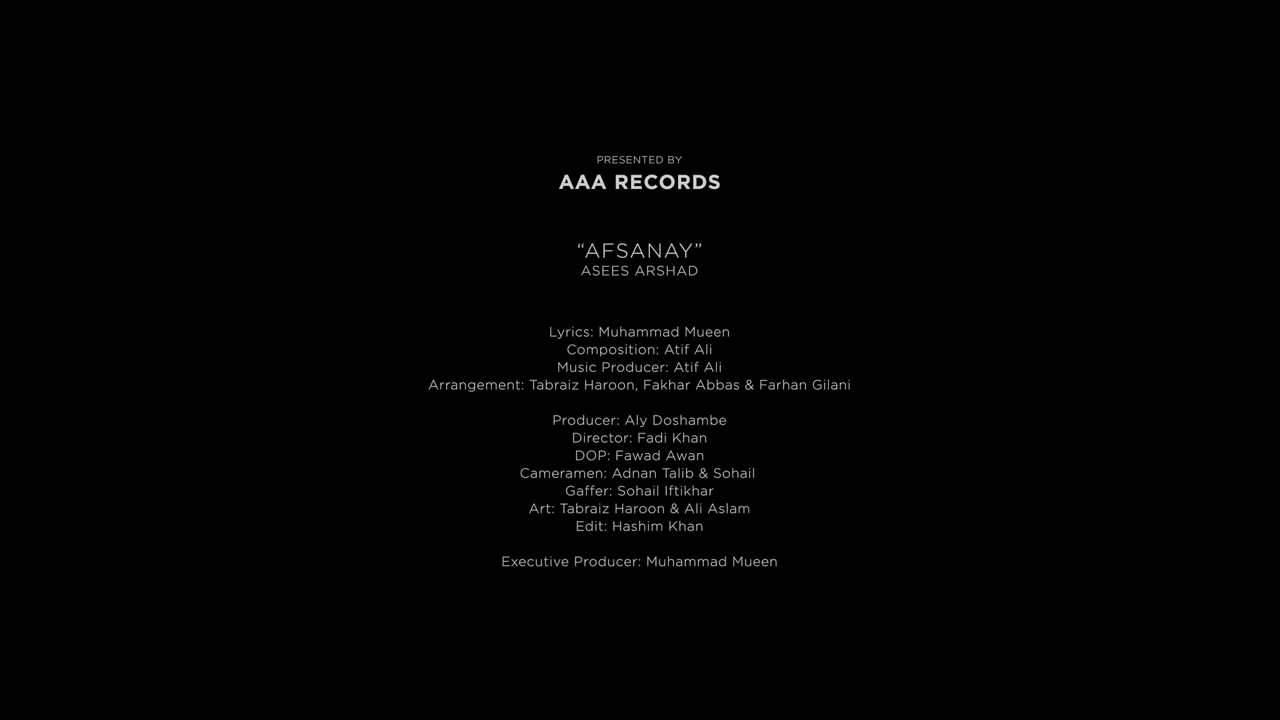 PRESENTED BY
AAA RECORDS
“AFSANAY”
ASEES ARSHAD
Lyrics: Muhammad Mueen
Composition: Atif Ali
Music Producer: Atif Ali
Arrangement: Tabraiz Haroon, Fakhar Abbas & Farhan Gilani
Producer: Aly Doshambe
Director: Fadi Khan
DOP: Fawad Awan
Cameramen: Adnan Talib & Sohail
Gaffer: Sohail Iftikhar
Art: Tabraiz Haroon & Ali Aslam
Edit: Hashim Khan
Executive Producer: Muhammad Mueen